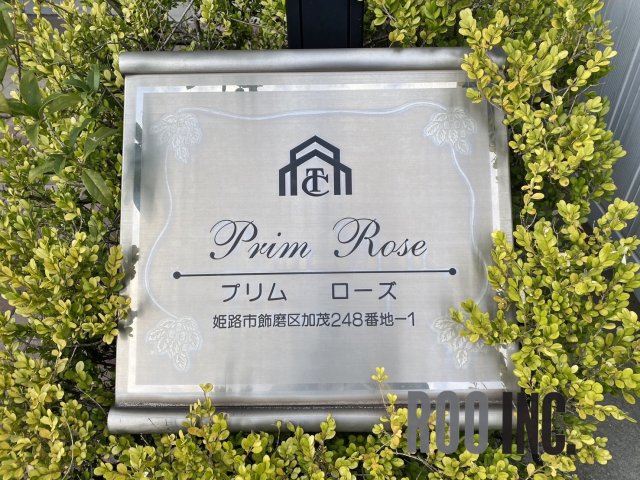 TC
Prim Rose
プリム ローズ
姫路市飾磨区加茂248番地-1
ROO INC.